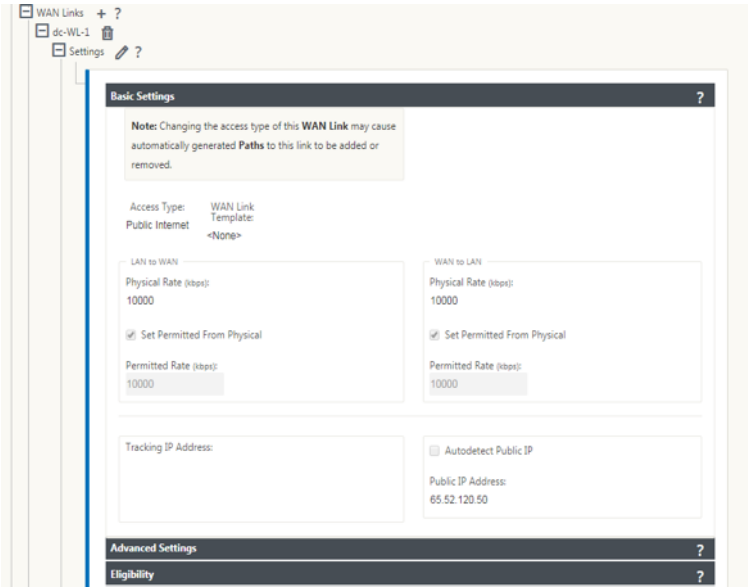 WAN Links + ?
dc-WL-1
Settings ?
Basic Settings ?
Note: Changing the access type of this WAN Link may cause
automatically generated Paths to this link to be added or
removed.
Access Type: WAN Link
Template:
Public Internet
<None>
LAN to WAN
Physical Rate (kbps):
10000
Set Permitted From Physical
Permitted Rate (kbps):
10000
WAN to LAN
Physical Rate (kbps):
10000
Set Permitted From Physical
Permitted Rate (kbps):
10000
Tracking IP Address:
Autodetect Public IP
Public IP Address:
65.52.120.50
Advanced Settings ?
Eligibility ?